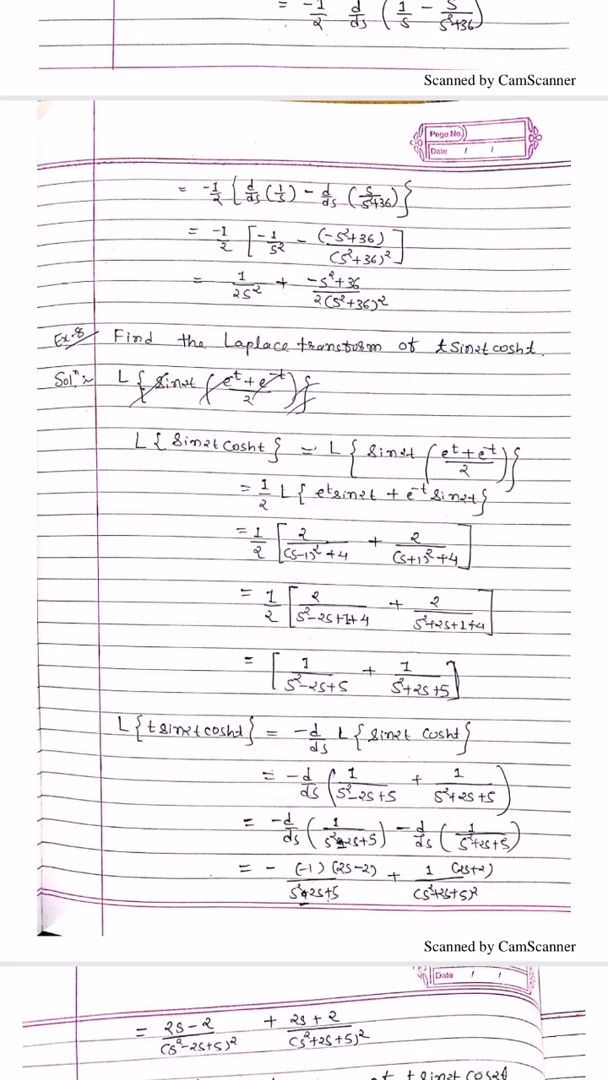 = -1/2 d/ds (1/s - s/s²+36)
Scanned by CamScanner
Page No
Date / /
= -1/2 { d/ds (1/s) - d/ds (s/s²+36) }
= -1/2 [ -1/s² - (-s²+36)/(s²+36)² ]
= 1/2s² + -s²+36/2(s²+36)²
Ex-8 Find the Laplace transform of t sin2t cosht.
Solⁿ:- L { sin2t ( e^t + e^-t / 2 ) }
L { sin2t cosht } = L { sin2t ( e^t + e^-t / 2 ) }
= 1/2 L { e^t sin2t + e^-t sin2t }
= 1/2 [ 2/(s-1)²+4 + 2/(s+1)²+4 ]
= 1/2 [ 2/s²-2s+1+4 + 2/s²+2s+1+4 ]
= [ 1/s²-2s+5 + 1/s²+2s+5 ]
L { t sin2t cosht } = -d/ds L { sin2t cosht }
= -d/ds ( 1/s²-2s+5 + 1/s²+2s+5 )
= -d/ds ( 1/s²-2s+5 ) - d/ds ( 1/s²+2s+5 )
= - (-1)(2s-2)/s²-2s+5 + 1 (2s+2)/(s²+2s+5)²
Scanned by CamScanner
Date / /
= 2s-2/(s²-2s+5)² + 2s+2/(s²+2s+5)²
t sin2t cos2t